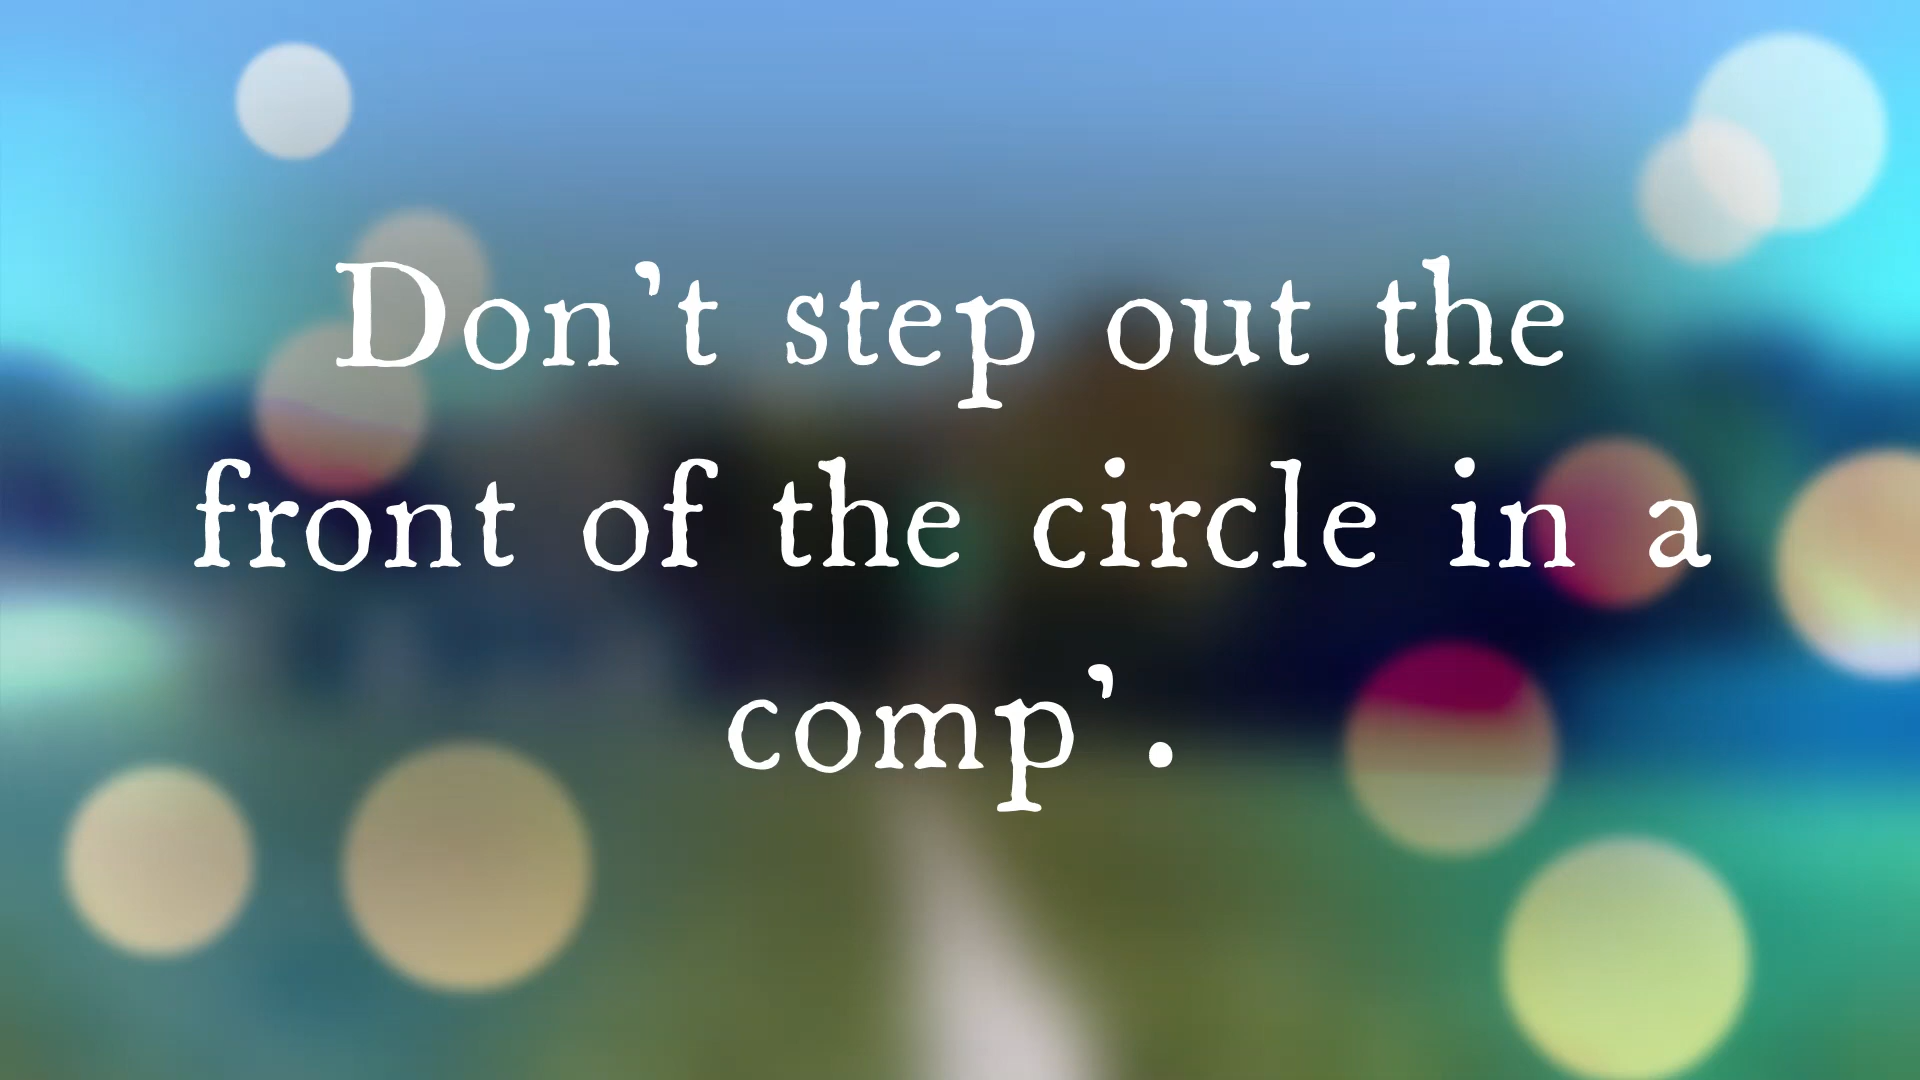 Don’t step out the
front of the circle in a
comp’.